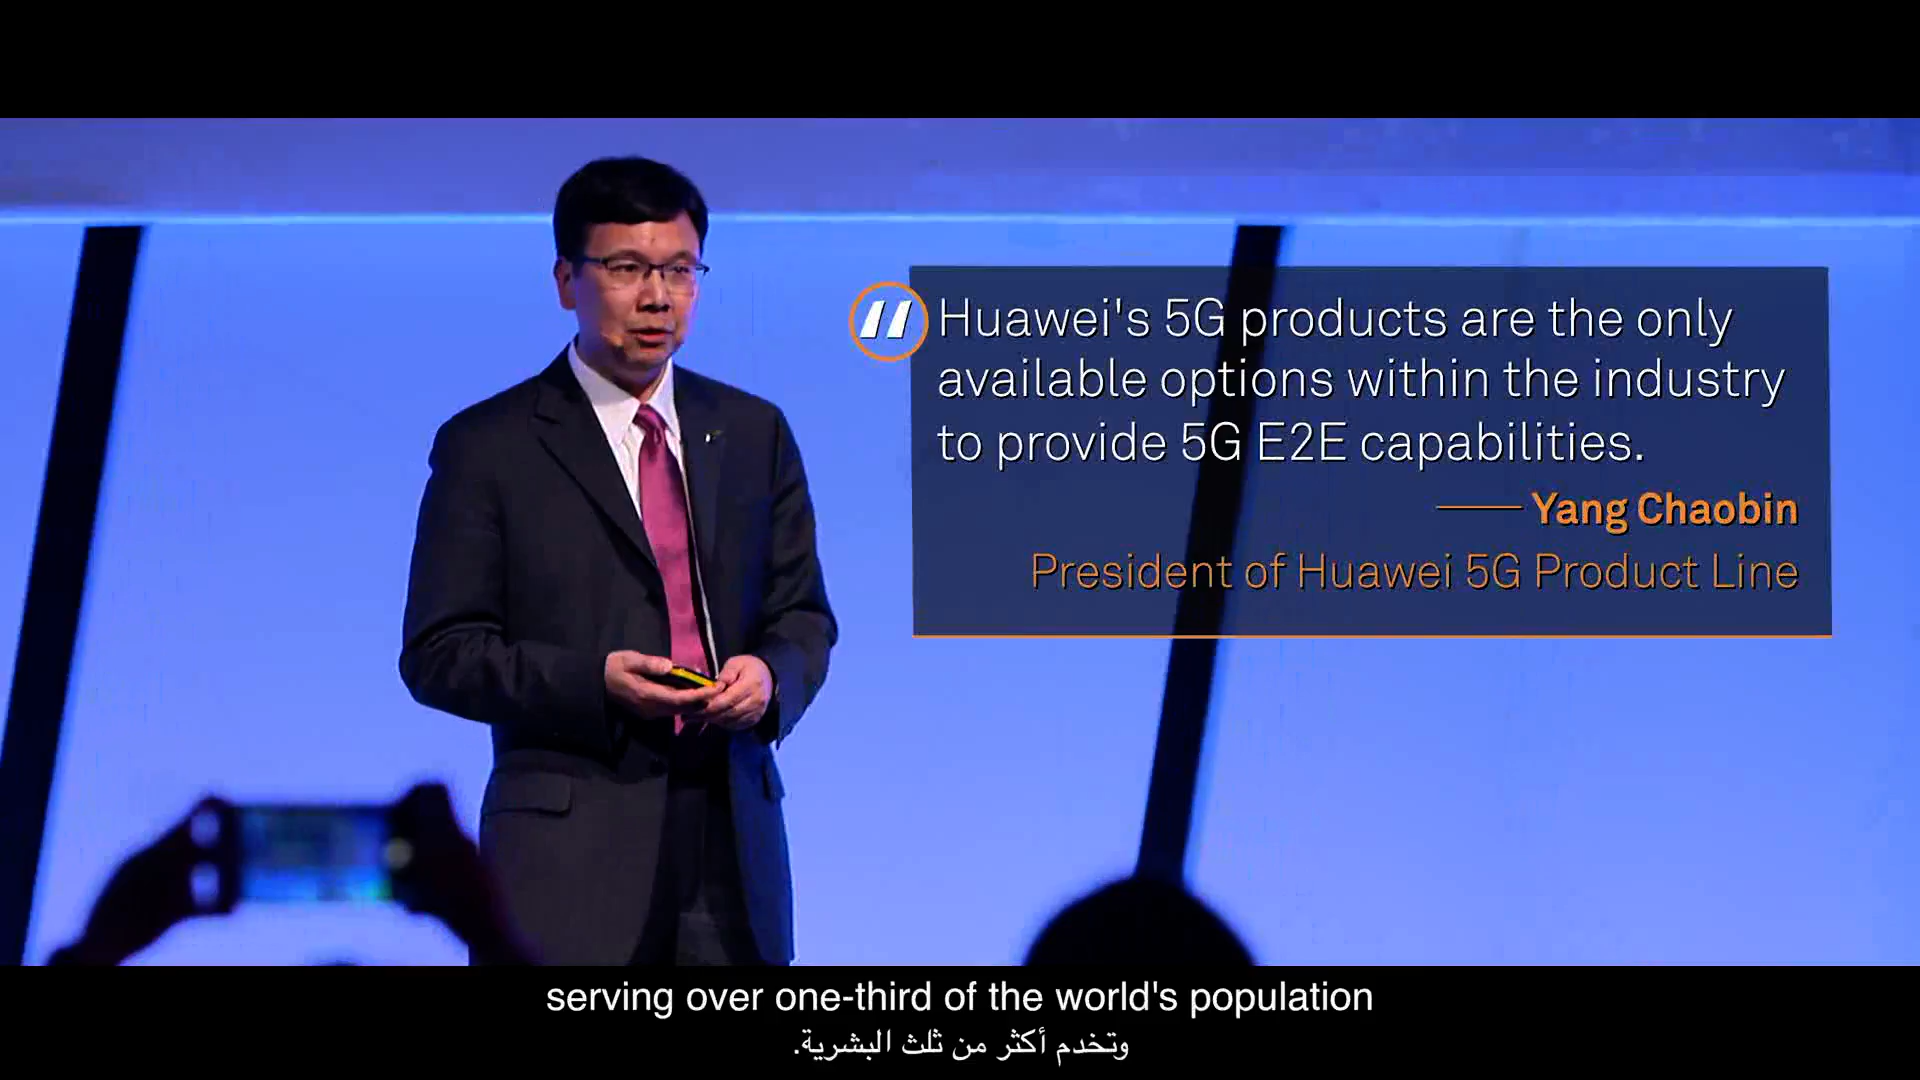 Huawei's 5G products are the only
available options within the industry
to provide 5G E2E capabilities.
—— Yang Chaobin
President of Huawei 5G Product Line
serving over one-third of the world's population
وتخدم أكثر من ثلث البشرية.